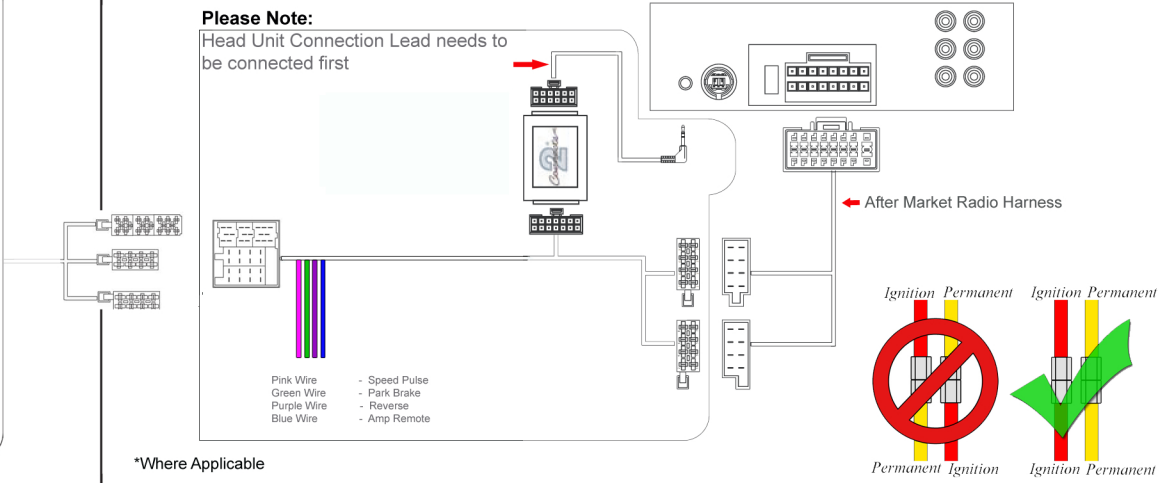 Please Note:
Head Unit Connection Lead needs to
be connected first
Connects
2
After Market Radio Harness
Ignition Permanent
Ignition Permanent
Permanent Ignition
Ignition Permanent
Pink Wire - Speed Pulse
Green Wire - Park Brake
Purple Wire - Reverse
Blue Wire - Amp Remote
*Where Applicable